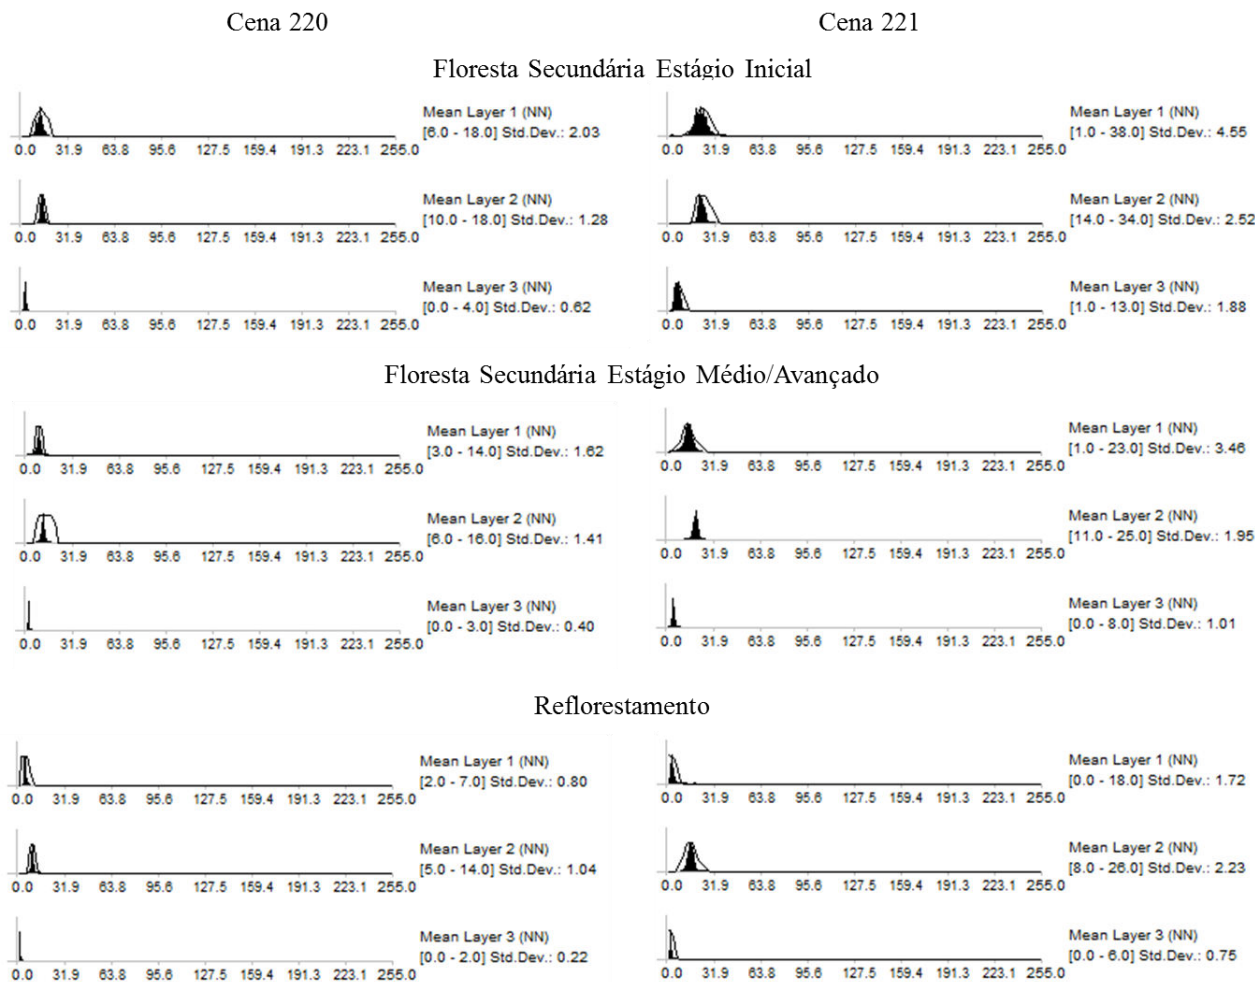 Cena 220
Cena 221
Floresta Secundária Estágio Inicial
Mean Layer 1 (NN)
[6.0 - 18.0] Std.Dev.: 2.03
0.0 31.9 63.8 95.6 127.5 159.4 191.3 223.1 255.0
Mean Layer 1 (NN)
[1.0 - 38.0] Std.Dev.: 4.55
0.0 31.9 63.8 95.6 127.5 159.4 191.3 223.1 255.0
Mean Layer 2 (NN)
[10.0 - 18.0] Std.Dev.: 1.28
0.0 31.9 63.8 95.6 127.5 159.4 191.3 223.1 255.0
Mean Layer 2 (NN)
[14.0 - 34.0] Std.Dev.: 2.52
0.0 31.9 63.8 95.6 127.5 159.4 191.3 223.1 255.0
Mean Layer 3 (NN)
[0.0 - 4.0] Std.Dev.: 0.62
0.0 31.9 63.8 95.6 127.5 159.4 191.3 223.1 255.0
Mean Layer 3 (NN)
[1.0 - 13.0] Std.Dev.: 1.88
0.0 31.9 63.8 95.6 127.5 159.4 191.3 223.1 255.0
Floresta Secundária Estágio Médio/Avançado
Mean Layer 1 (NN)
[3.0 - 14.0] Std.Dev.: 1.62
0.0 31.9 63.8 95.6 127.5 159.4 191.3 223.1 255.0
Mean Layer 1 (NN)
[1.0 - 23.0] Std.Dev.: 3.46
0.0 31.9 63.8 95.6 127.5 159.4 191.3 223.1 255.0
Mean Layer 2 (NN)
[6.0 - 16.0] Std.Dev.: 1.41
0.0 31.9 63.8 95.6 127.5 159.4 191.3 223.1 255.0
Mean Layer 2 (NN)
[11.0 - 25.0] Std.Dev.: 1.95
0.0 31.9 63.8 95.6 127.5 159.4 191.3 223.1 255.0
Mean Layer 3 (NN)
[0.0 - 3.0] Std.Dev.: 0.40
0.0 31.9 63.8 95.6 127.5 159.4 191.3 223.1 255.0
Mean Layer 3 (NN)
[0.0 - 8.0] Std.Dev.: 1.01
0.0 31.9 63.8 95.6 127.5 159.4 191.3 223.1 255.0
Reflorestamento
Mean Layer 1 (NN)
[2.0 - 7.0] Std.Dev.: 0.80
0.0 31.9 63.8 95.6 127.5 159.4 191.3 223.1 255.0
Mean Layer 1 (NN)
[0.0 - 18.0] Std.Dev.: 1.72
0.0 31.9 63.8 95.6 127.5 159.4 191.3 223.1 255.0
Mean Layer 2 (NN)
[5.0 - 14.0] Std.Dev.: 1.04
0.0 31.9 63.8 95.6 127.5 159.4 191.3 223.1 255.0
Mean Layer 2 (NN)
[8.0 - 26.0] Std.Dev.: 2.23
0.0 31.9 63.8 95.6 127.5 159.4 191.3 223.1 255.0
Mean Layer 3 (NN)
[0.0 - 2.0] Std.Dev.: 0.22
0.0 31.9 63.8 95.6 127.5 159.4 191.3 223.1 255.0
Mean Layer 3 (NN)
[0.0 - 6.0] Std.Dev.: 0.75
0.0 31.9 63.8 95.6 127.5 159.4 191.3 223.1 255.0